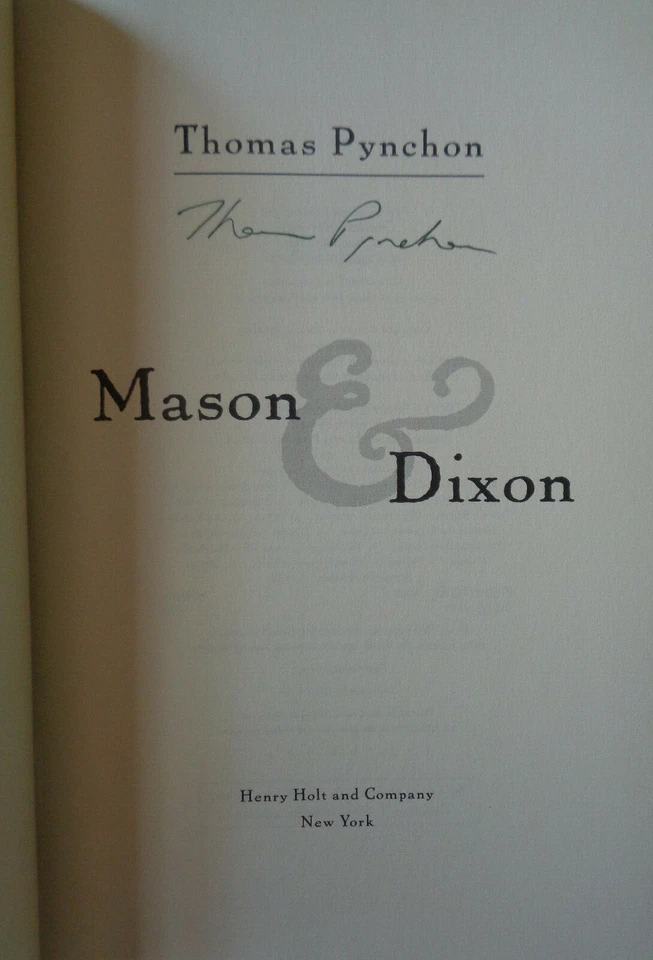 Thomas Pynchon
Thomas Pynchon
Mason
&
Dixon
Henry Holt and Company
New York